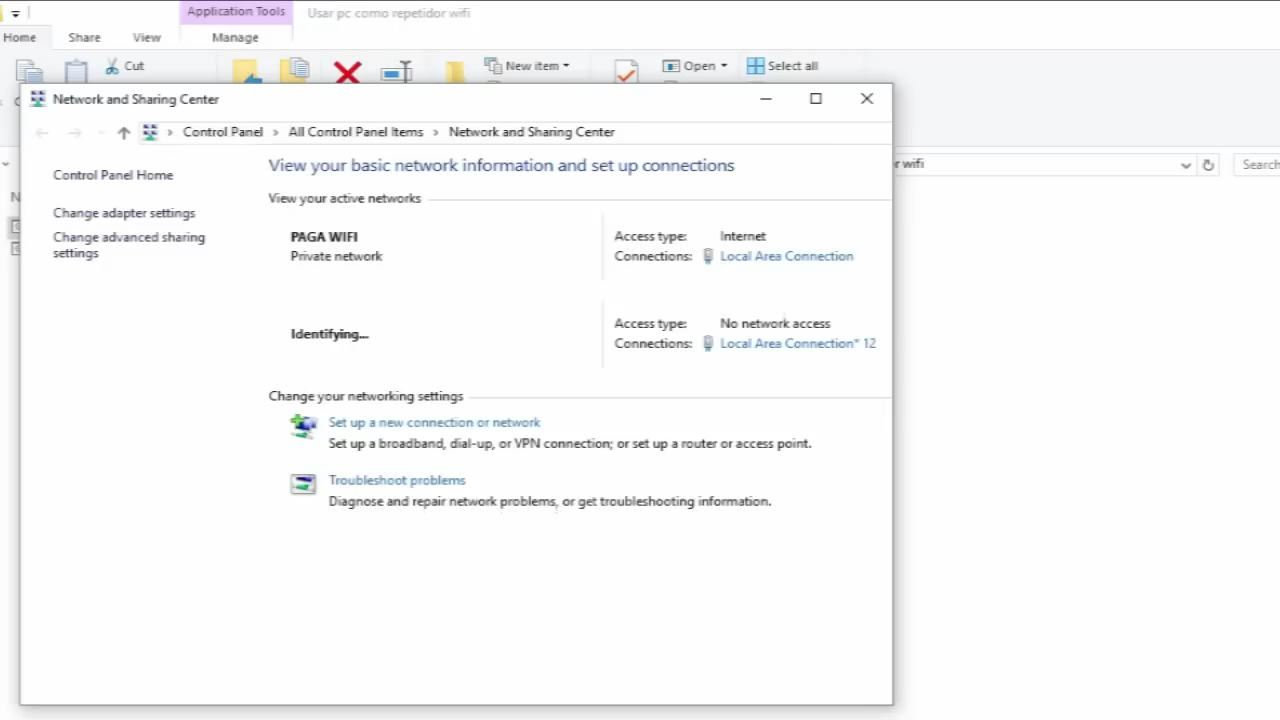 Application Tools
Usar pc como repetidor wifi
Home
Share
View
Manage
Cut
New item
Open
Select all
Network and Sharing Center
Control Panel > All Control Panel Items > Network and Sharing Center
wifi
Search
Control Panel Home
Change adapter settings
Change advanced sharing
settings
View your basic network information and set up connections
View your active networks
PAGA WIFI
Private network
Access type: Internet
Connections: Local Area Connection
Identifying...
Access type: No network access
Connections: Local Area Connection* 12
Change your networking settings
Set up a new connection or network
Set up a broadband, dial-up, or VPN connection; or set up a router or access point.
Troubleshoot problems
Diagnose and repair network problems, or get troubleshooting information.